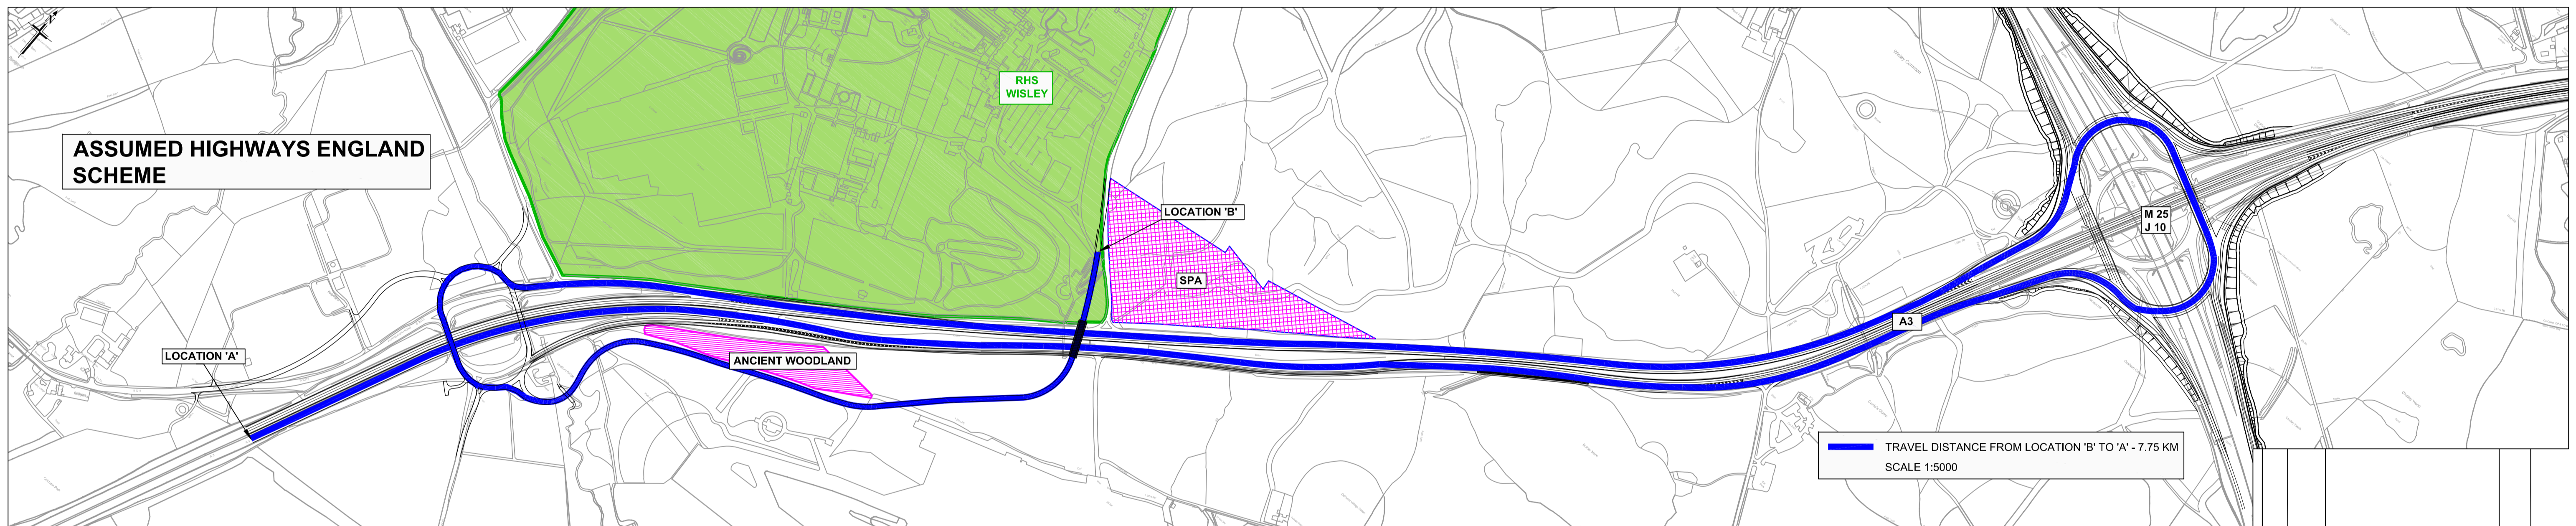 RHS
WISLEY
ASSUMED HIGHWAYS ENGLAND
SCHEME
LOCATION 'B'
M 25
J 10
SPA
A3
LOCATION 'A'
ANCIENT WOODLAND
TRAVEL DISTANCE FROM LOCATION 'B' TO 'A' - 7.75 KM
SCALE 1:5000